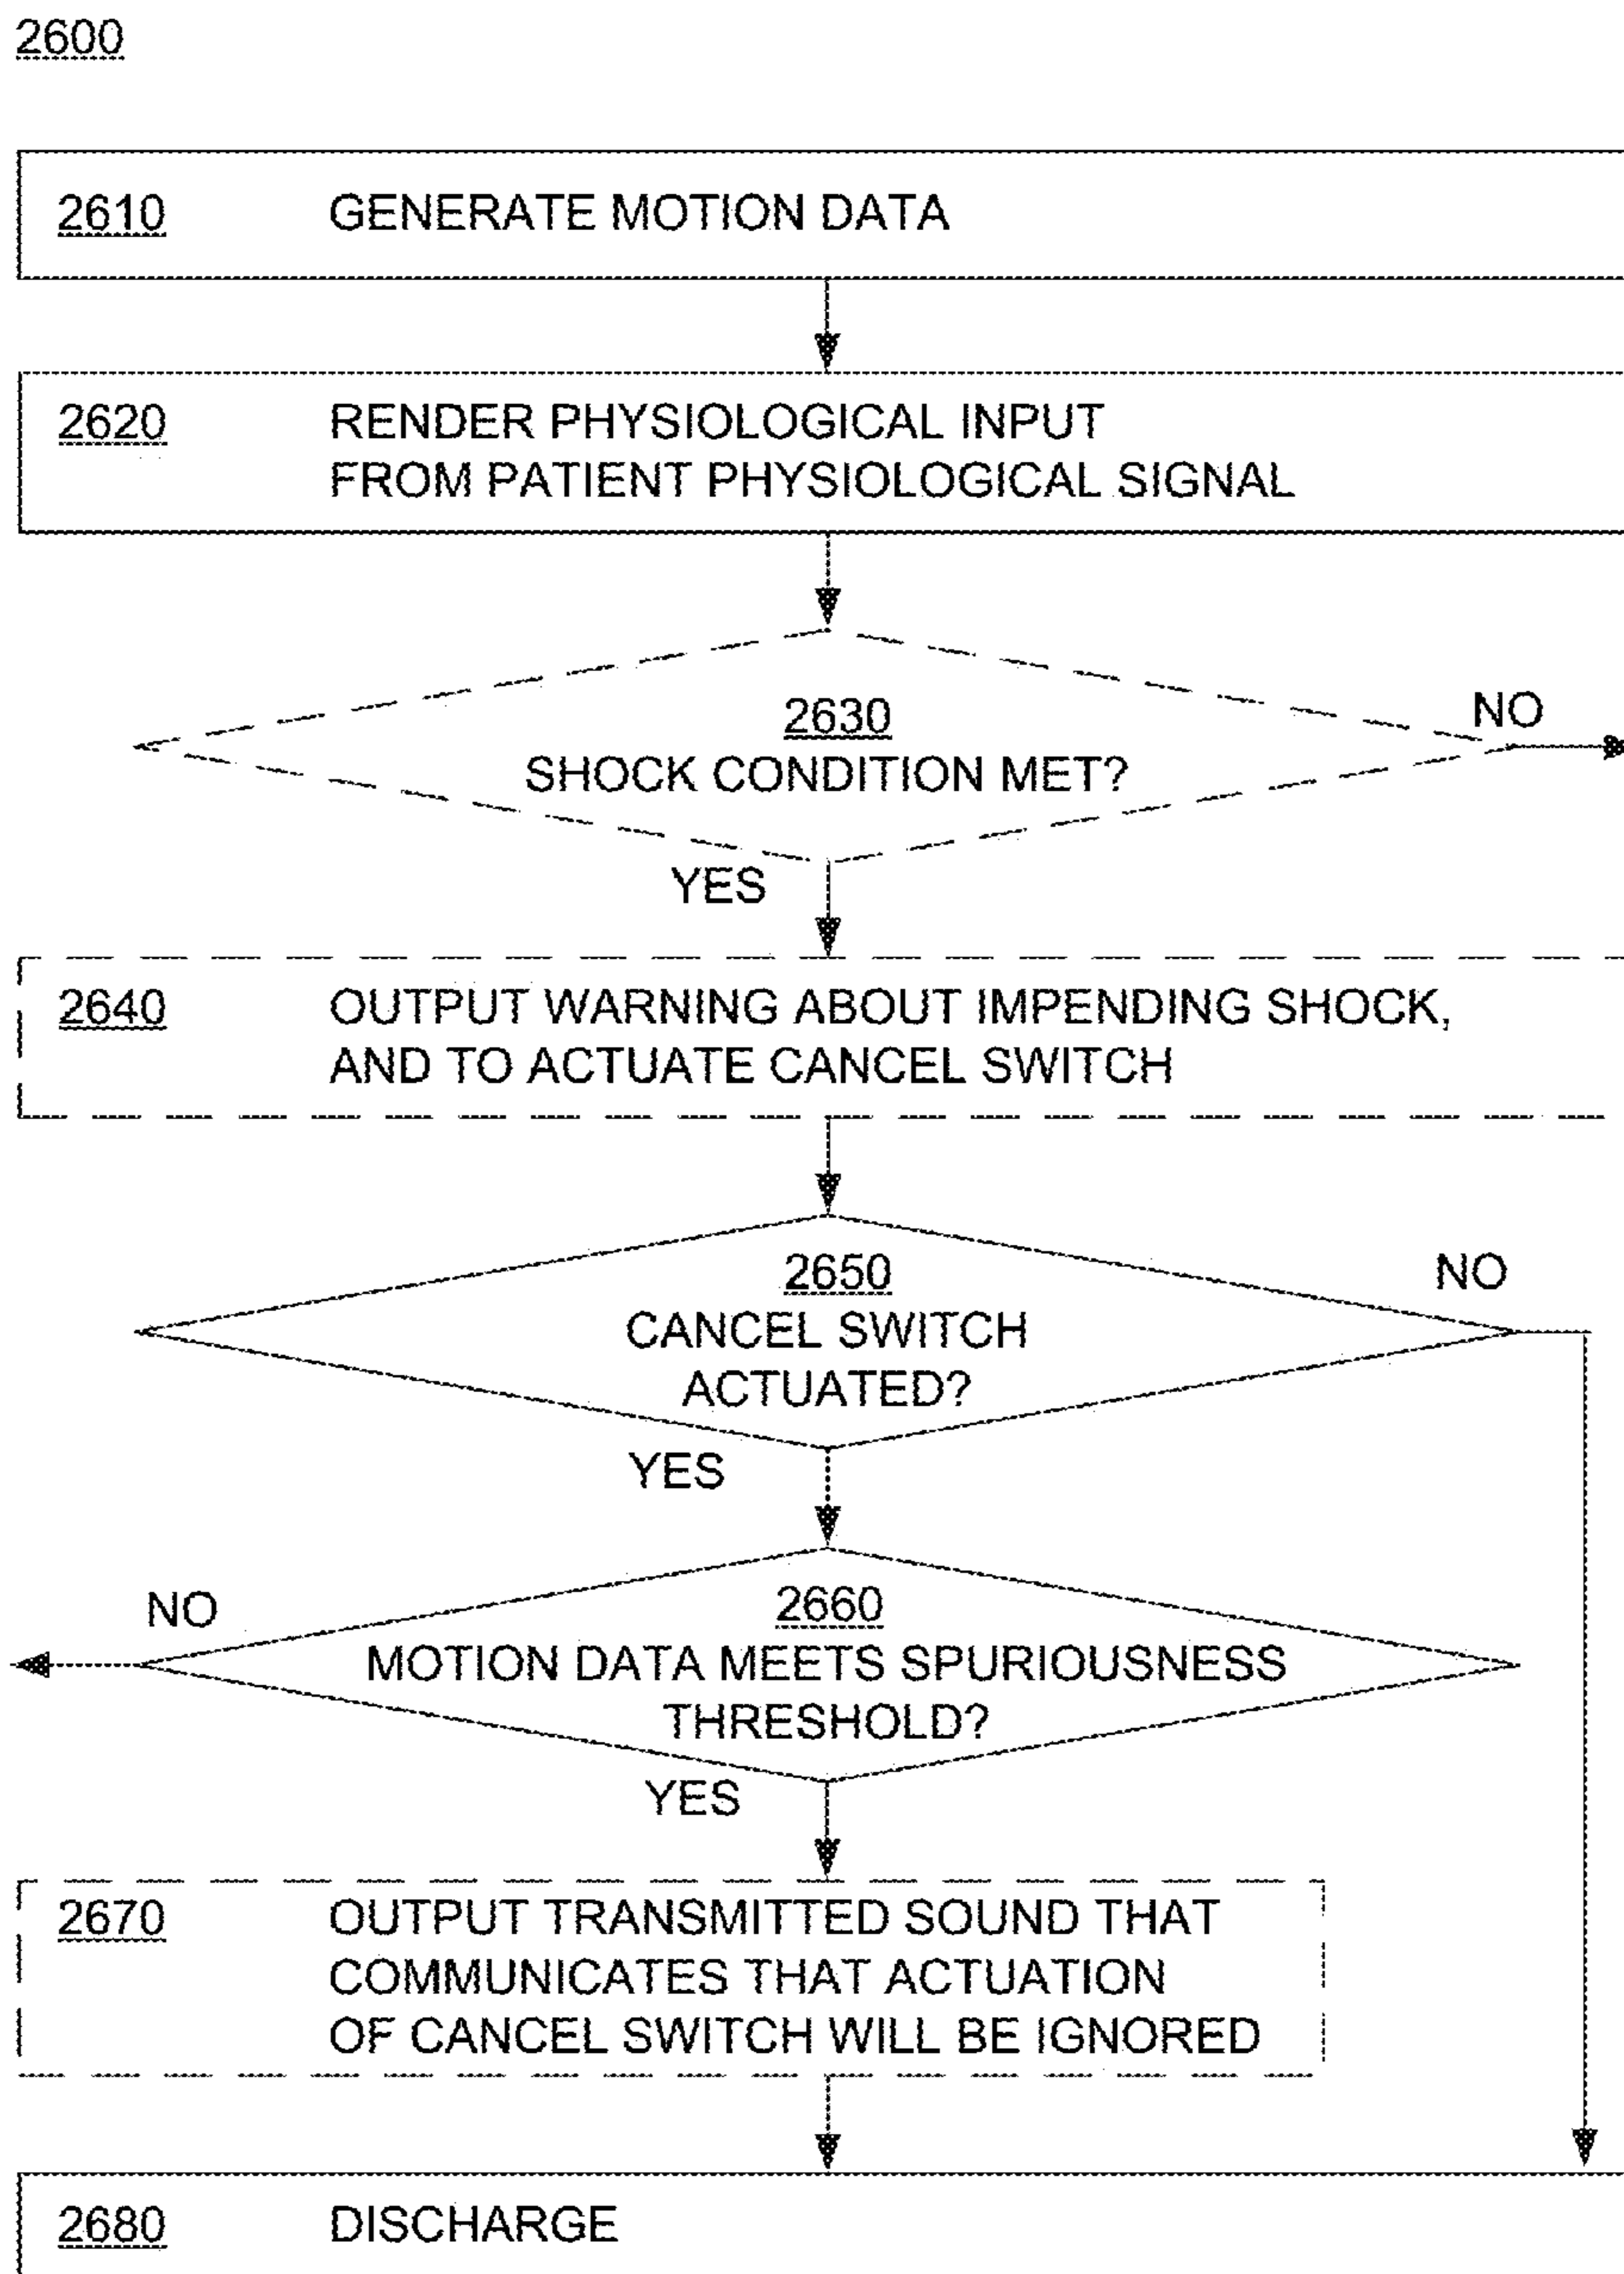 2600
2610 GENERATE MOTION DATA
2620 RENDER PHYSIOLOGICAL INPUT
FROM PATIENT PHYSIOLOGICAL SIGNAL
2630
NO
SHOCK CONDITION MET?
YES
2640 OUTPUT WARNING ABOUT IMPENDING SHOCK,
AND TO ACTUATE CANCEL SWITCH
2650
NO
CANCEL SWITCH
ACTUATED?
YES
NO
2660
MOTION DATA MEETS SPURIOUSNESS
THRESHOLD?
YES
2670 OUTPUT TRANSMITTED SOUND THAT
COMMUNICATES THAT ACTUATION
OF CANCEL SWITCH WILL BE IGNORED
2680 DISCHARGE